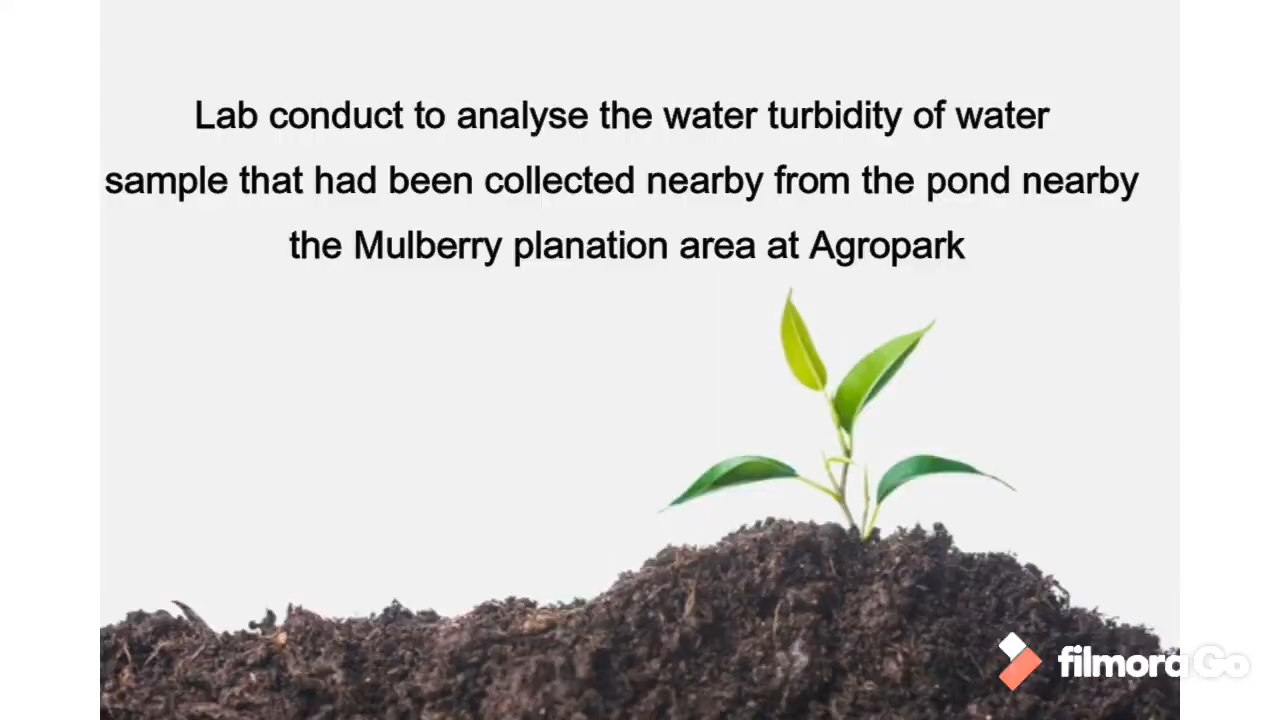 Lab conduct to analyse the water turbidity of water
sample that had been collected nearby from the pond nearby
the Mulberry planation area at Agropark
filmoraGo